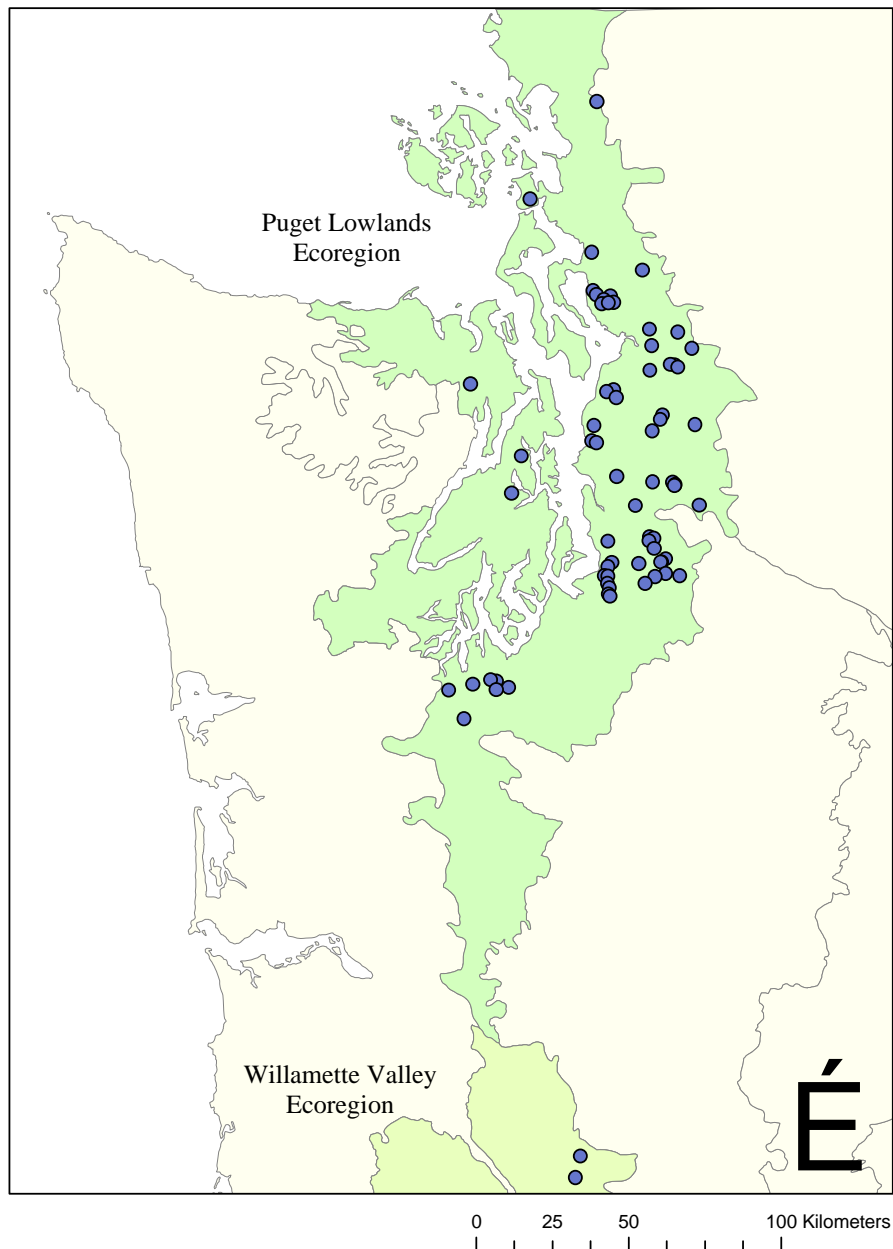 Puget Lowlands
Ecoregion
Willamette Valley
Ecoregion
É
0 25 50 100 Kilometers